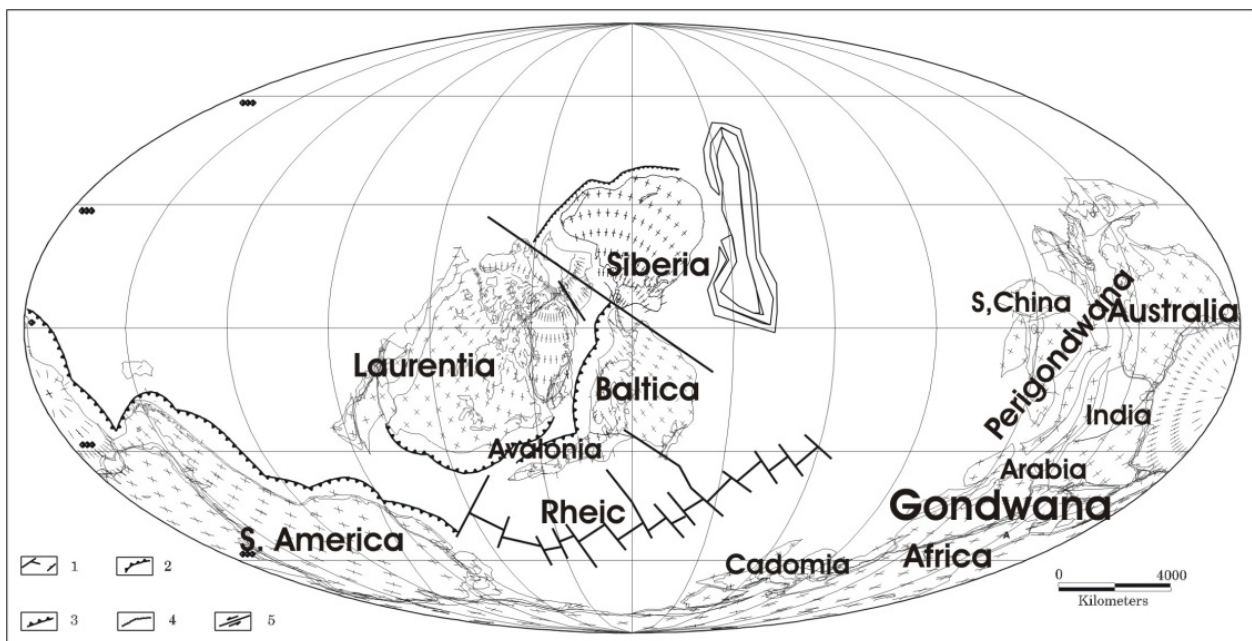 Siberia
S,China
Australia
Perigondwana
Laurentia
Baltica
India
Avalonia
Arabia
Gondwana
Rheic
S. America
Africa
Cadomia
A
1
2
3
4
5
0 4000
Kilometers